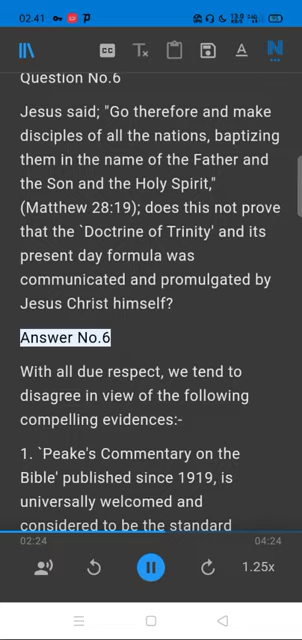 02.41
Question No.6
Jesus said; "Go therefore and make
disciples of all the nations, baptizing
them in the name of the Father and
the Son and the Holy Spirit,"
(Matthew 28:19); does this not prove
that the `Doctrine of Trinity' and its
present day formula was
communicated and promulgated by
Jesus Christ himself?
Answer No.6
With all due respect, we tend to
disagree in view of the following
compelling evidences:-
1. `Peake's Commentary on the
Bible' published since 1919, is
universally welcomed and
considered to be the standard
02:24 04:24
1.25x